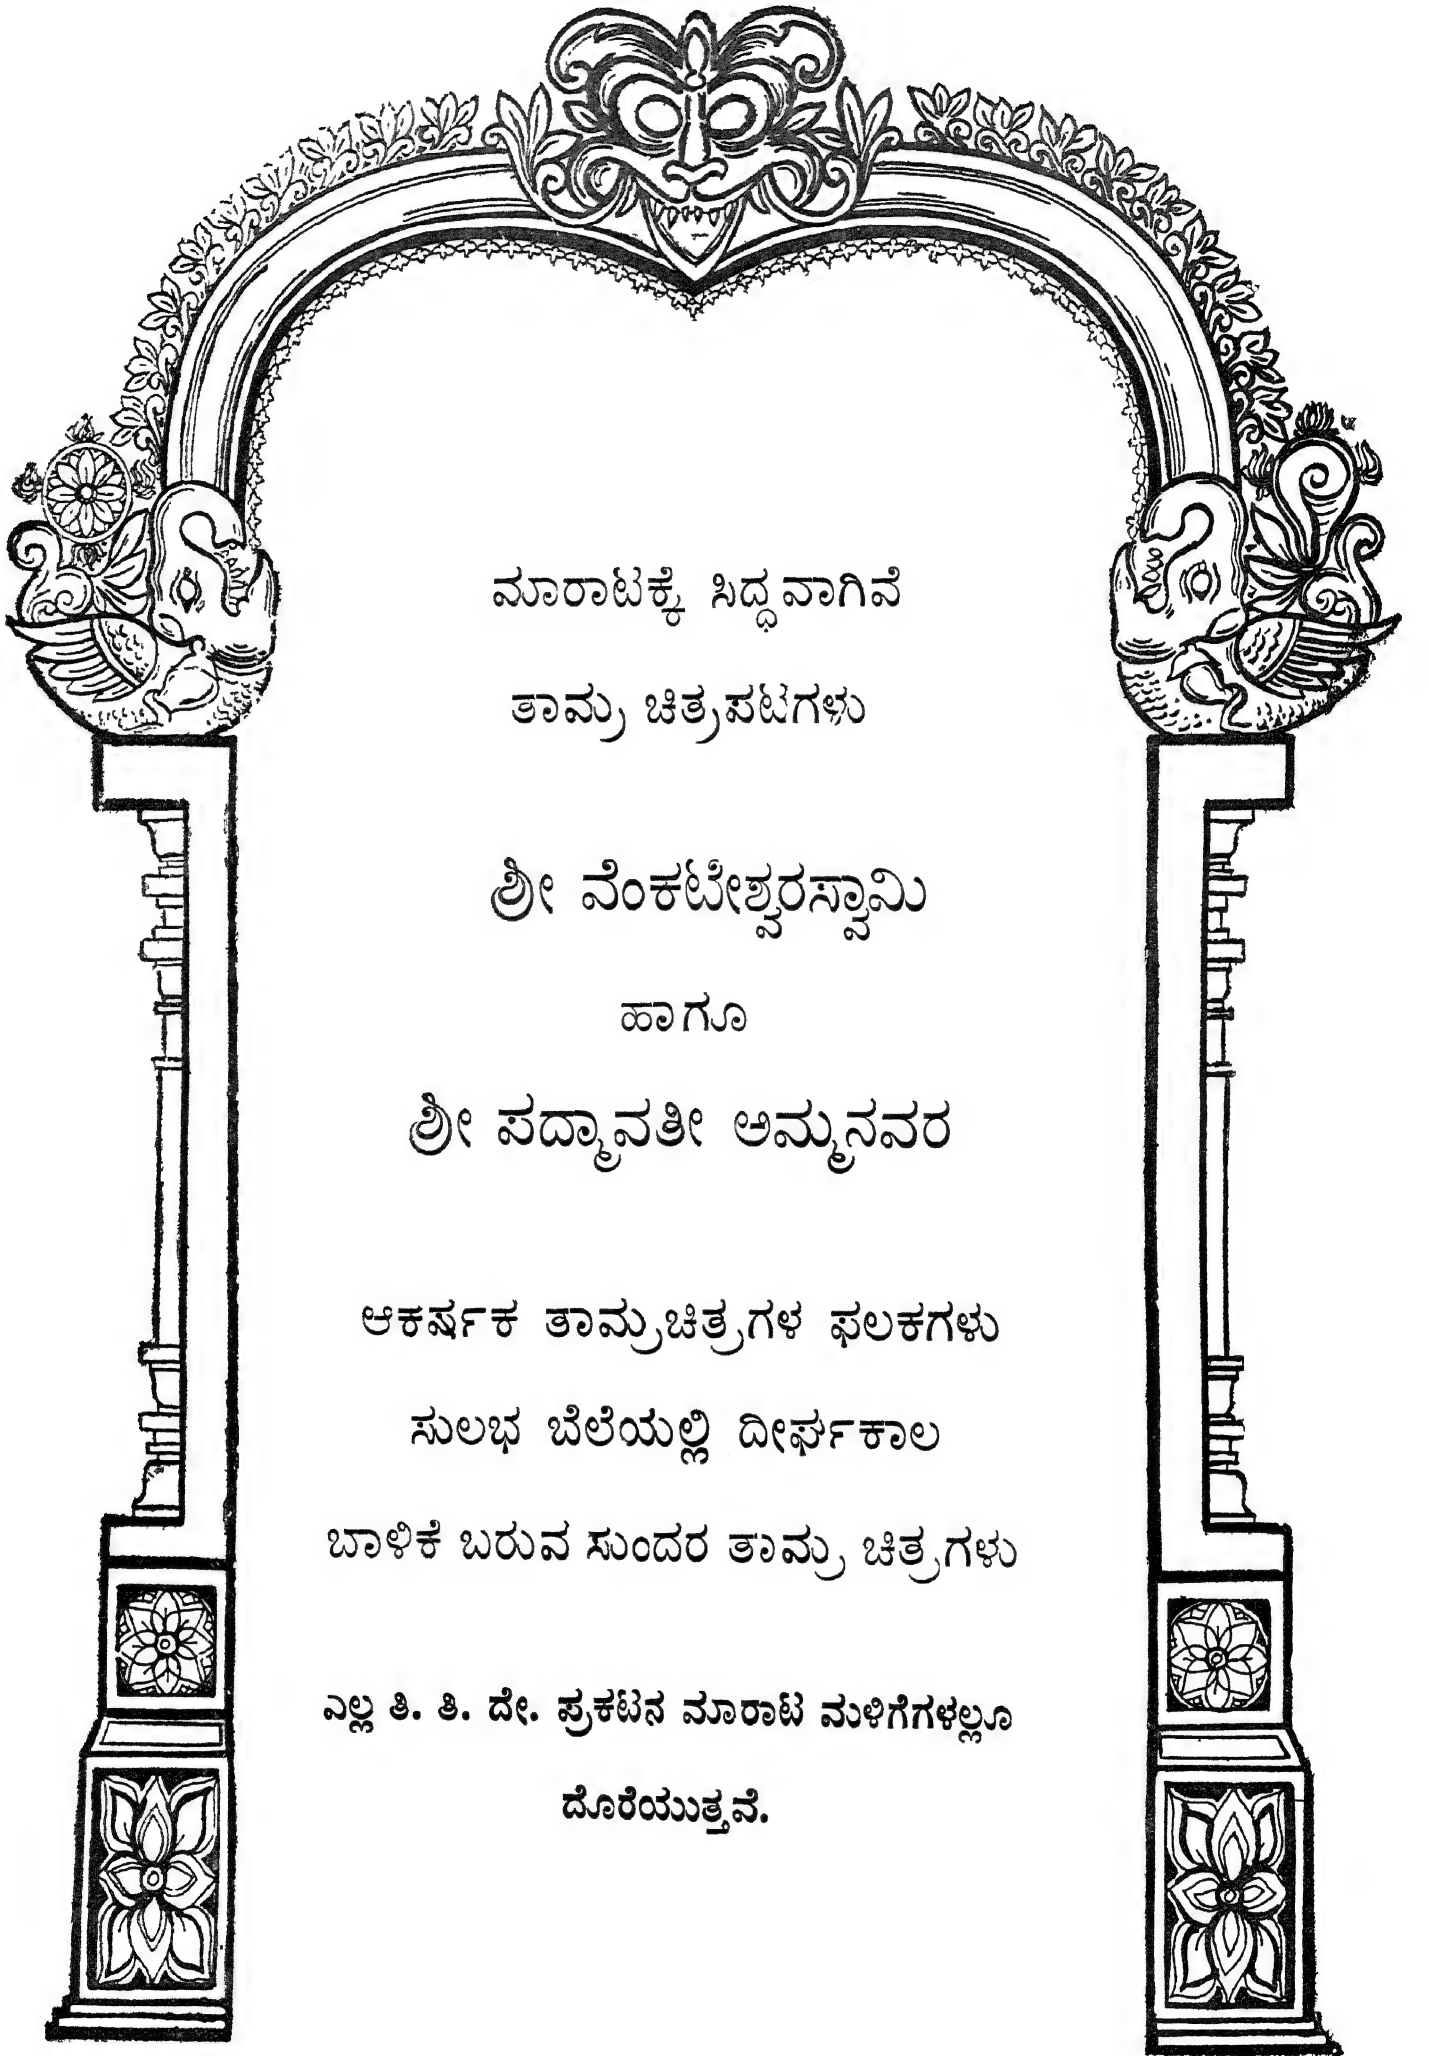 ಮಾರಾಟಕ್ಕೆ ಸಿದ್ಧವಾಗಿವೆ
ತಾಮ್ರ ಚಿತ್ರಪಟಗಳು
ಶ್ರೀ ವೆಂಕಟೇಶ್ವರಸ್ವಾಮಿ
ಹಾಗೂ
ಶ್ರೀ ಪದ್ಮಾವತೀ ಅಮ್ಮನವರ
ಆಕರ್ಷಕ ತಾಮ್ರಚಿತ್ರಗಳ ಫಲಕಗಳು
ಸುಲಭ ಬೆಲೆಯಲ್ಲಿ ದೀರ್ಘಕಾಲ
ಬಾಳಿಕೆ ಬರುವ ಸುಂದರ ತಾಮ್ರ ಚಿತ್ರಗಳು
ಎಲ್ಲ ತಿ. ತಿ. ದೇ. ಪ್ರಕಟನ ಮಾರಾಟ ಮಳಿಗೆಗಳಲ್ಲೂ
ದೊರೆಯುತ್ತವೆ.